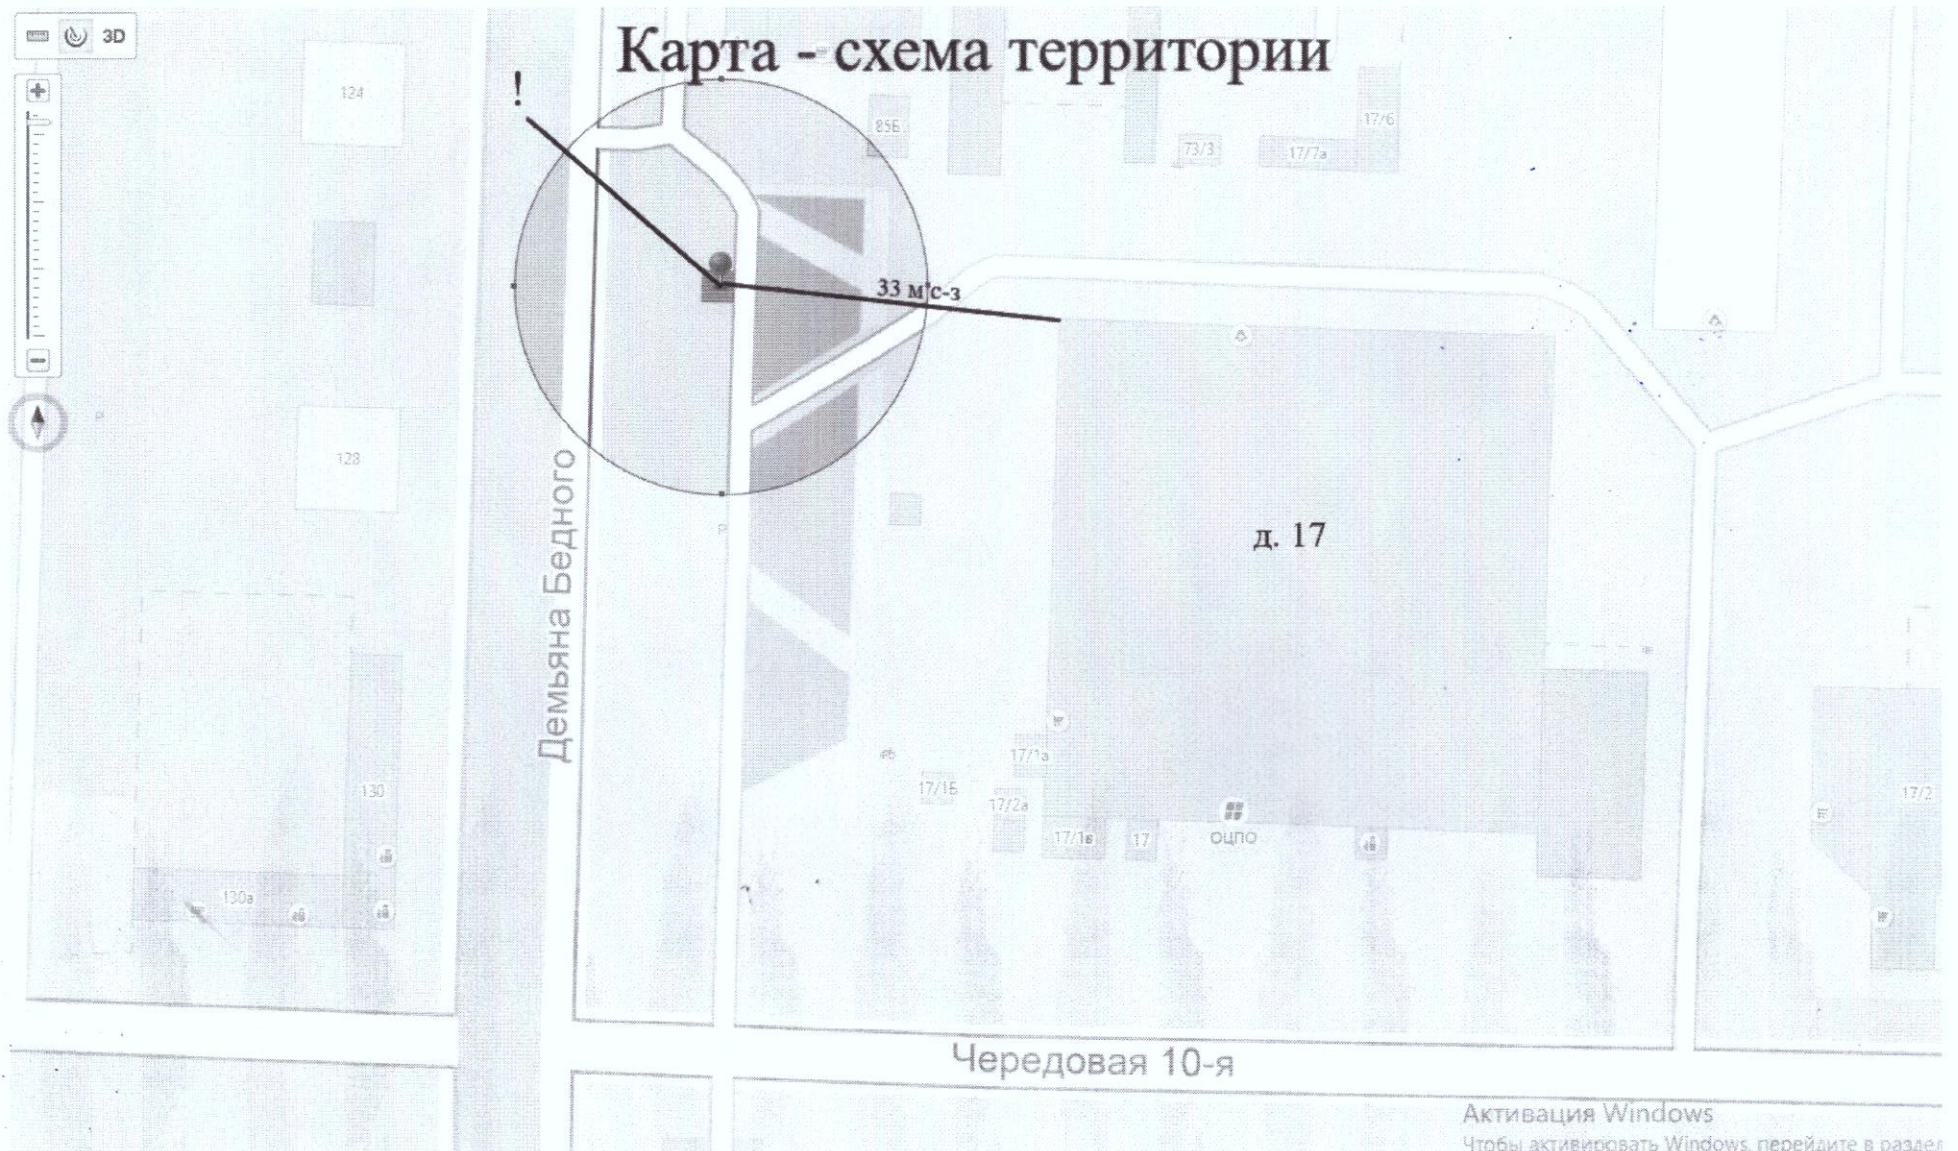 3D
Карта - схема территории
!
124
85Б
17/6
73/3
17/7а
33 м с-з
128
Демьяна Бедного
д. 17
130
17/1а
17/1Б
17/2а
17/1в
17
ОЦПО
17/2
130а
Чередовая 10-я
Активация Windows
Чтобы активировать Windows, перейдите в раздел